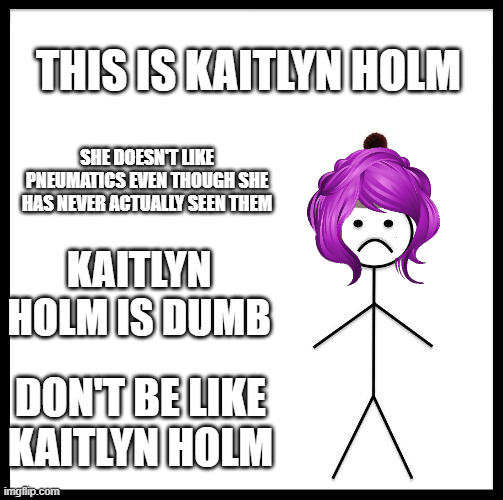 THIS IS KAITLYN HOLM
SHE DOESN'T LIKE
PNEUMATICS EVEN THOUGH SHE
HAS NEVER ACTUALLY SEEN THEM
KAITLYN
HOLM IS DUMB
DON'T BE LIKE
KAITLYN HOLM
imgflip.com